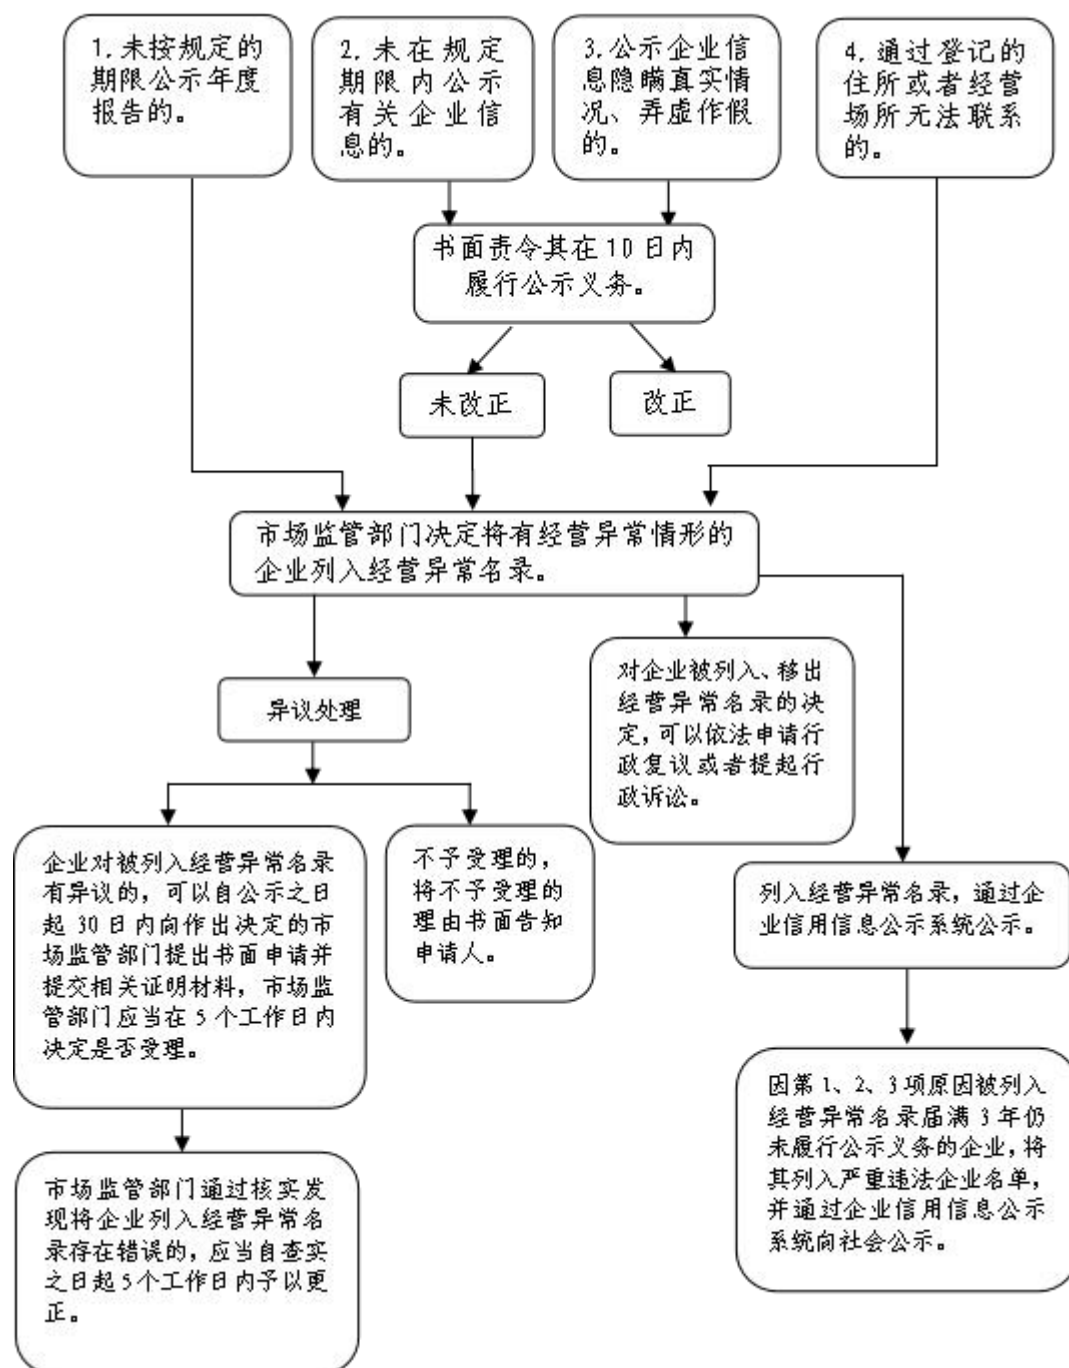 1. 未按规定的
期限公示年度
报告的。
2. 未在规定
期限内公示
有关企业信
息的。
3. 公示企业信
息隐瞒真实情
况、弄虚作假
的。
4. 通过登记的
住所或者经营
场所无法联系
的。
书面责令其在 10 日内
履行公示义务。
未改正
改正
市场监管部门决定将有经营异常情形的
企业列入经营异常名录。
异议处理
对企业被列入、移出
经营异常名录的决
定，可以依法申请行
政复议或者提起行
政诉讼。
企业对被列入经营异常名录
有异议的，可以自公示之日
起 30 日内向作出决定的市
场监管部门提出书面申请并
提交相关证明材料，市场监
管部门应当在 5 个工作日内
决定是否受理。
不予受理的，
将不予受理的
理由书面告知
申请人。
列入经营异常名录，通过企
业信用信息公示系统公示。
市场监管部门通过核实发
现将企业列入经营异常名
录存在错误的，应当自查实
之日起 5 个工作日内予以更
正。
因第 1、2、3 项原因被列入
经营异常名录届满 3 年仍
未履行公示义务的企业，将
其列入严重违法企业名单，
并通过企业信用信息公示
系统向社会公示。